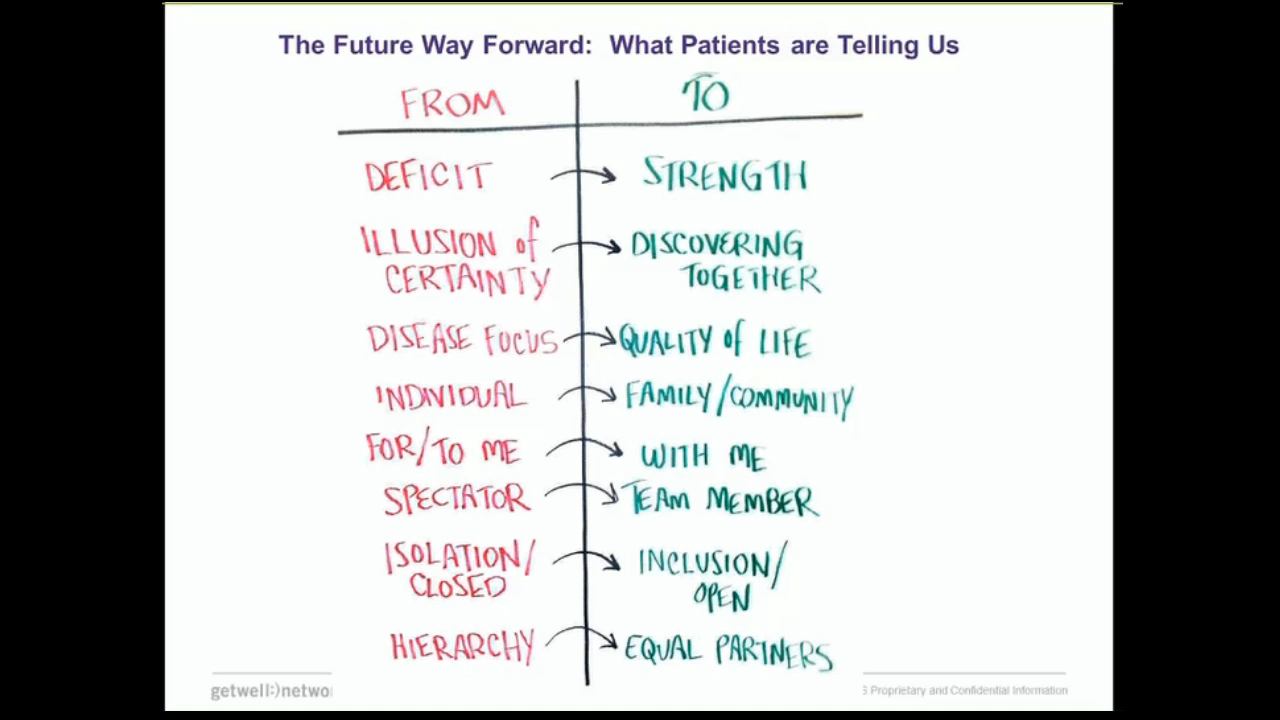 The Future Way Forward: What Patients are Telling Us
FROM TO
DEFICIT STRENGTH
ILLUSION of DISCOVERING
CERTAINTY TOGETHER
DISEASE FOCUS QUALITY of LIFE
INDIVIDUAL FAMILY/COMMUNITY
FOR/TO ME WITH ME
SPECTATOR TEAM MEMBER
ISOLATION/ INCLUSION/
CLOSED OPEN
HIERARCHY EQUAL PARTNERS
getwell:) Proprietary and Confidential Information